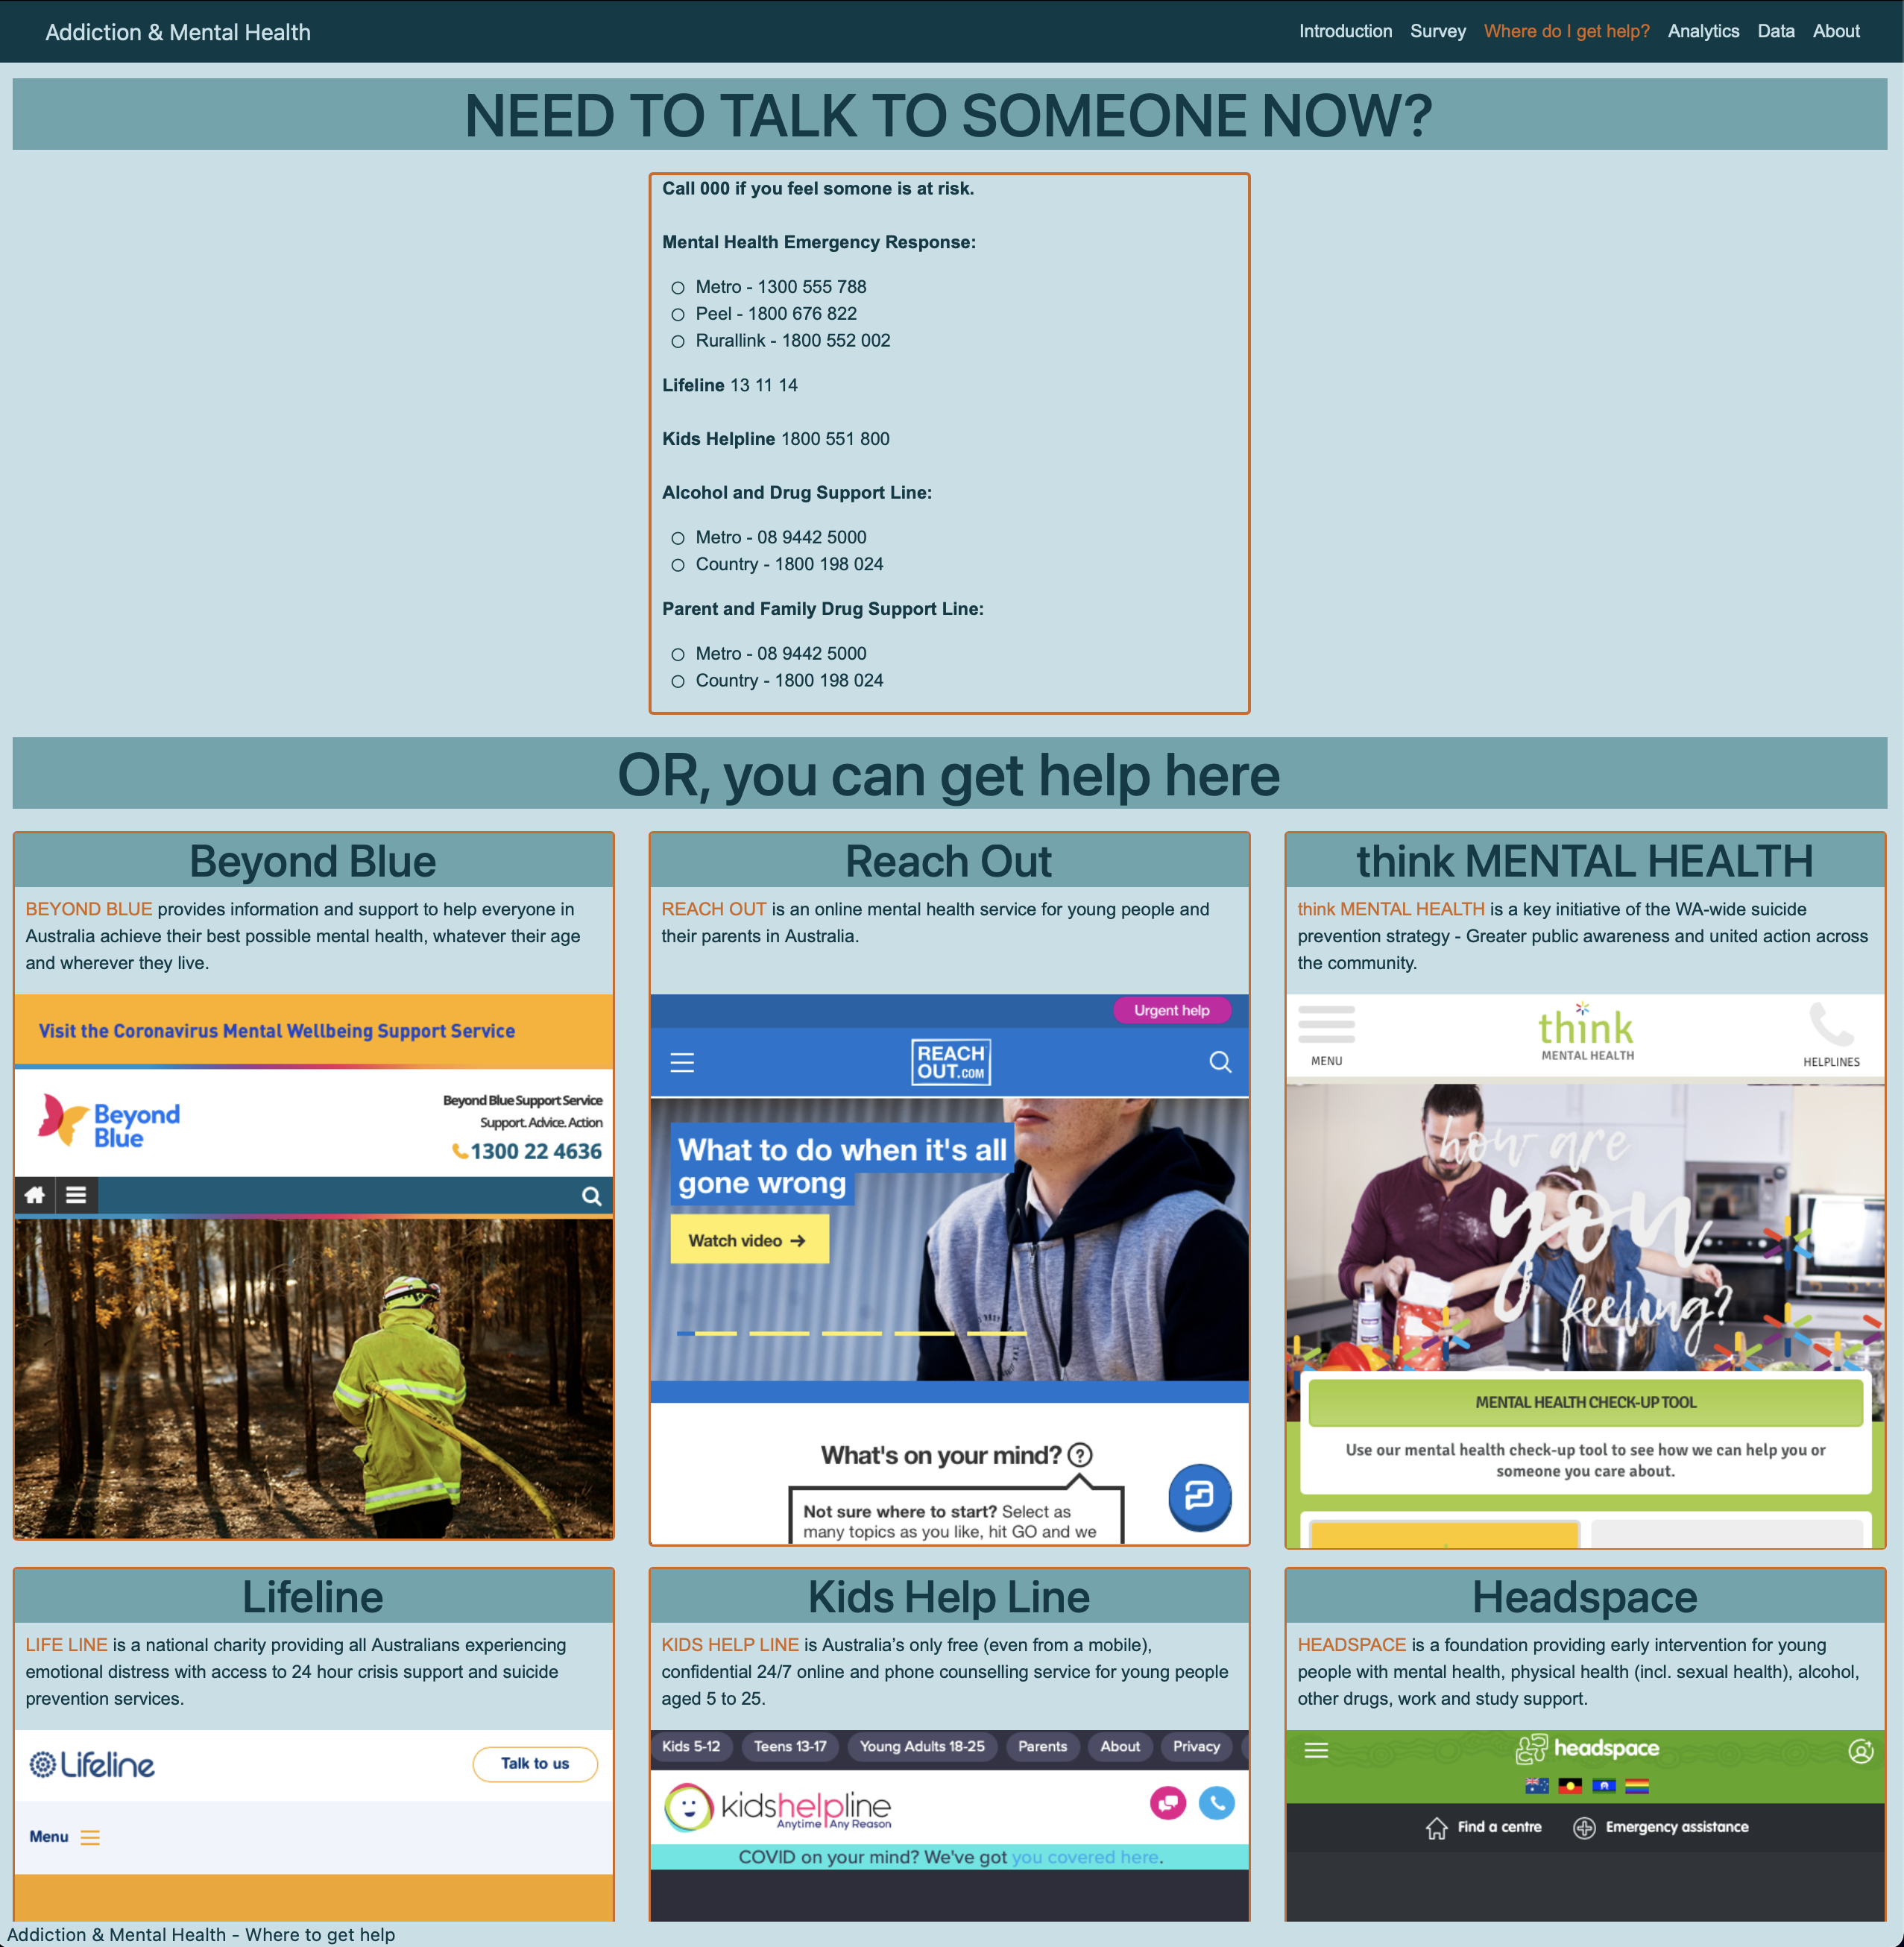 Addiction & Mental Health
Introduction Survey Where do I get help? Analytics Data About
NEED TO TALK TO SOMEONE NOW?
Call 000 if you feel somone is at risk.
Mental Health Emergency Response:
Metro - 1300 555 788
Peel - 1800 676 822
Rurallink - 1800 552 002
Lifeline 13 11 14
Kids Helpline 1800 551 800
Alcohol and Drug Support Line:
Metro - 08 9442 5000
Country - 1800 198 024
Parent and Family Drug Support Line:
Metro - 08 9442 5000
Country - 1800 198 024
OR, you can get help here
Beyond Blue
BEYOND BLUE provides information and support to help everyone in
Australia achieve their best possible mental health, whatever their age
and wherever they live.
Visit the Coronavirus Mental Wellbeing Support Service
Beyond
Blue
Beyond Blue Support Service
Support. Advice. Action
1300 22 4636
Reach Out
REACH OUT is an online mental health service for young people and
their parents in Australia.
Urgent help
REACH
OUT.COM
What to do when it's all
gone wrong
Watch video →
What's on your mind? ?
Not sure where to start? Select as
many topics as you like, hit GO and we
think MENTAL HEALTH
think MENTAL HEALTH is a key initiative of the WA-wide suicide
prevention strategy - Greater public awareness and united action across
the community.
MENU
think
MENTAL HEALTH
HELPLINES
how are
you
feeling?
MENTAL HEALTH CHECK-UP TOOL
Use our mental health check-up tool to see how we can help you or
someone you care about.
Lifeline
LIFE LINE is a national charity providing all Australians experiencing
emotional distress with access to 24 hour crisis support and suicide
prevention services.
Lifeline
Talk to us
Menu
Kids Help Line
KIDS HELP LINE is Australia's only free (even from a mobile),
confidential 24/7 online and phone counselling service for young people
aged 5 to 25.
Kids 5-12 Teens 13-17 Young Adults 18-25 Parents About Privacy
kidshelpline
Anytime Any Reason
COVID on your mind? We've got you covered here.
Headspace
HEADSPACE is a foundation providing early intervention for young
people with mental health, physical health (incl. sexual health), alcohol,
other drugs, work and study support.
headspace
Find a centre Emergency assistance
Addiction & Mental Health - Where to get help